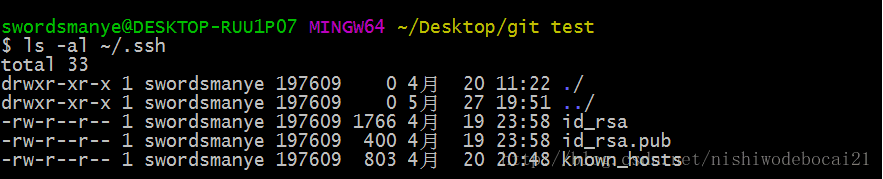 swordsmanye@DESKTOP-RUU1P07 MINGW64 ~/Desktop/git test
$ ls -al ~/.ssh
total 33
drwxr-xr-x 1 swordsmanye 197609    0 4月  20 11:22 ./
drwxr-xr-x 1 swordsmanye 197609    0 5月  27 19:51 ../
-rw-r--r-- 1 swordsmanye 197609 1766 4月  19 23:58 id_rsa
-rw-r--r-- 1 swordsmanye 197609  400 4月  19 23:58 id_rsa.pub
-rw-r--r-- 1 swordsmanye 197609  803 4月  20 20:48 known_hosts
http://blog.csdn.net/nishiwodebocai21